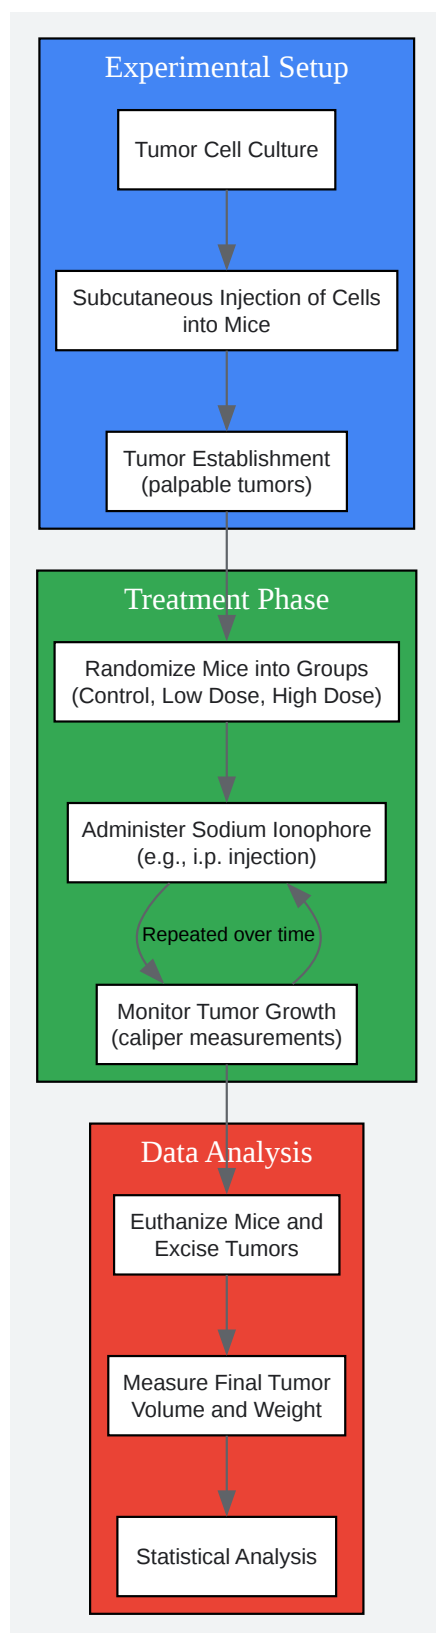 Experimental Setup
Tumor Cell Culture
Subcutaneous Injection of Cells
into Mice
Tumor Establishment
(palpable tumors)
Treatment Phase
Randomize Mice into Groups
(Control, Low Dose, High Dose)
Administer Sodium Ionophore
(e.g., i.p. injection)
Repeated over time
Monitor Tumor Growth
(caliper measurements)
Data Analysis
Euthanize Mice and
Excise Tumors
Measure Final Tumor
Volume and Weight
Statistical Analysis